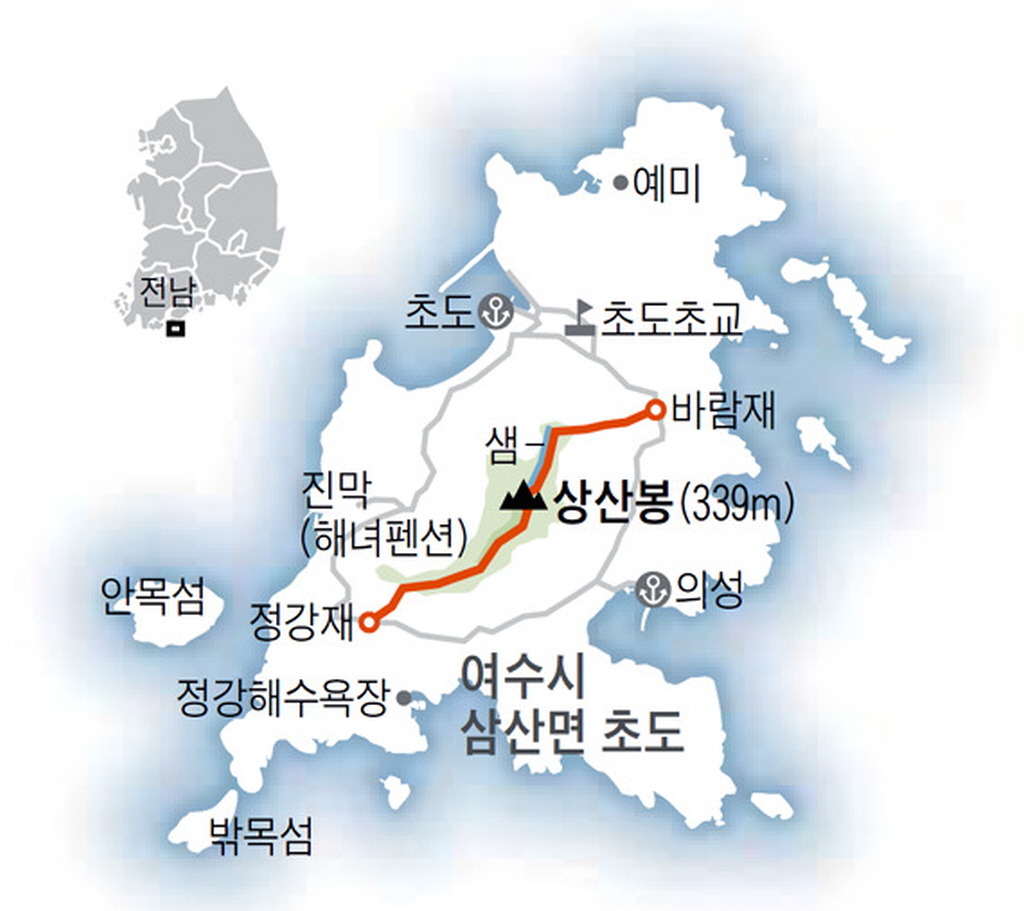 예미
전남
초도
초도초교
바람재
샘
진막
(해녀펜션)
상산봉(339m)
안목섬
정강재
의성
여수시
삼산면 초도
정강해수욕장
밖목섬